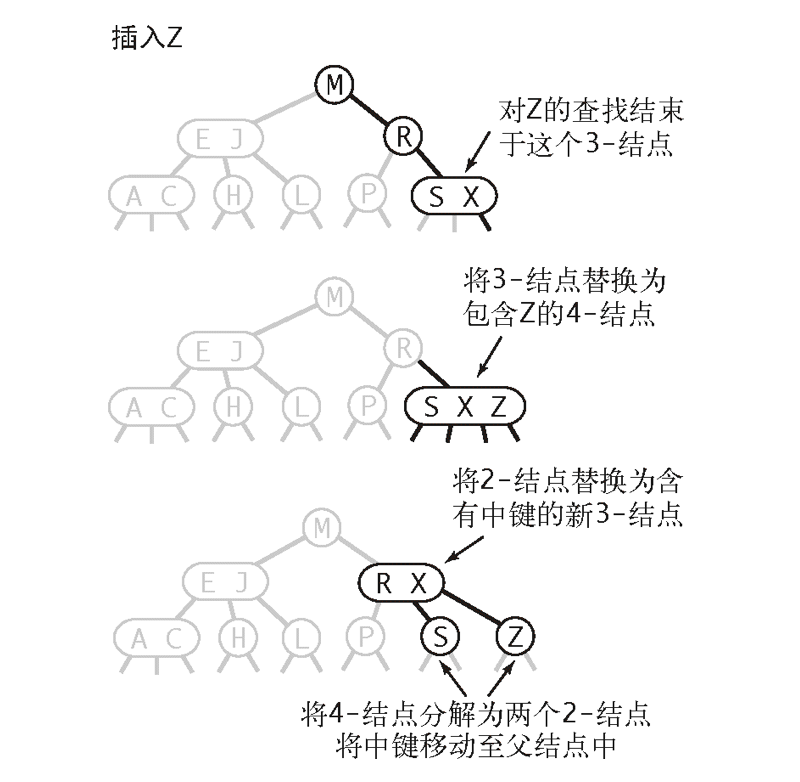 插入Z
M
对Z的查找结束
于这个3-结点
E J
R
A C
H
L
P
S X
将3-结点替换为
包含Z的4-结点
M
E J
R
A C
H
L
P
S X Z
将2-结点替换为含
有中键的新3-结点
M
E J
R X
A C
H
L
P
S
Z
将4-结点分解为两个2-结点
将中键移动至父结点中